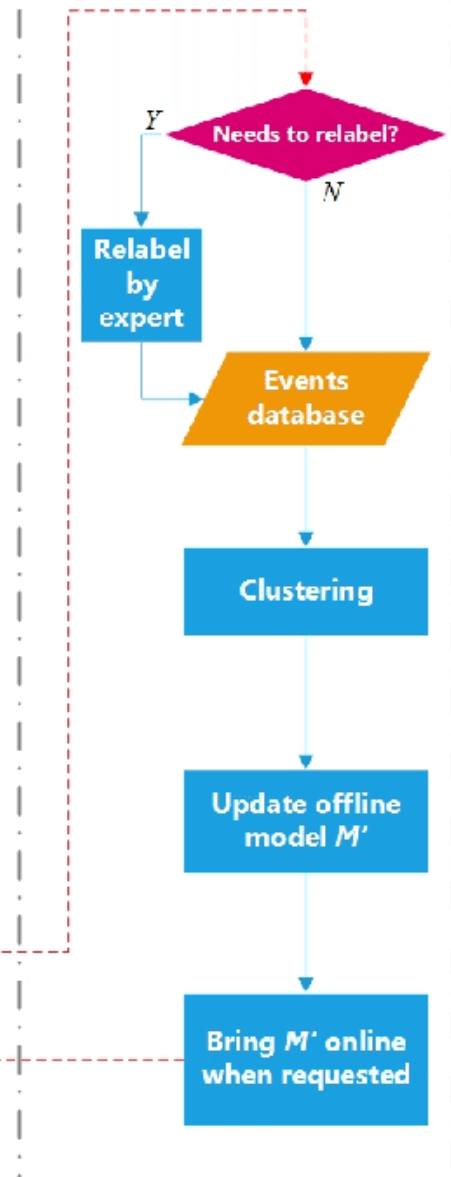 Needs to relabel?
Y
N
Relabel
by
expert
Events
database
Clustering
Update offline
model M'
Bring M' online
when requested